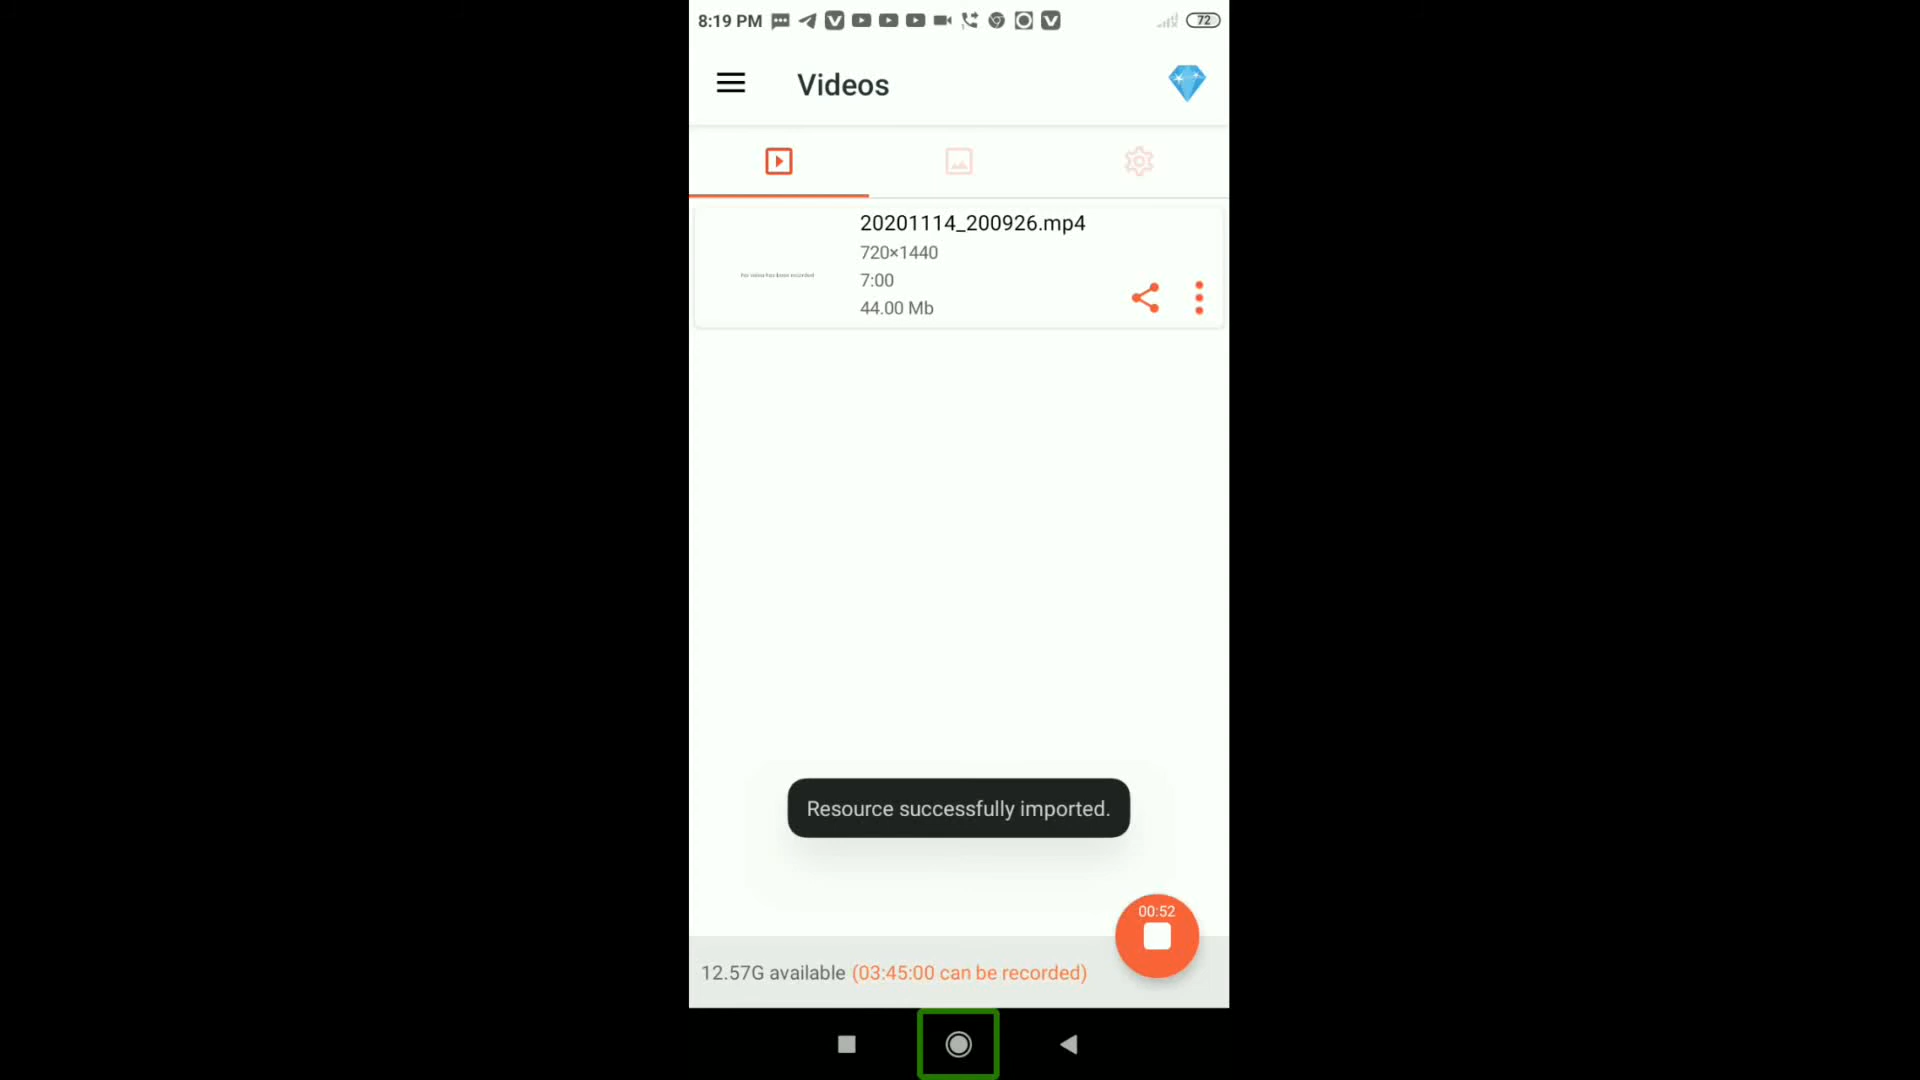 8:19 PM
72
Videos
20201114_200926.mp4
720×1440
7:00
44.00 Mb
Resource successfully imported.
00:52
12.57G available (03:45:00 can be recorded)